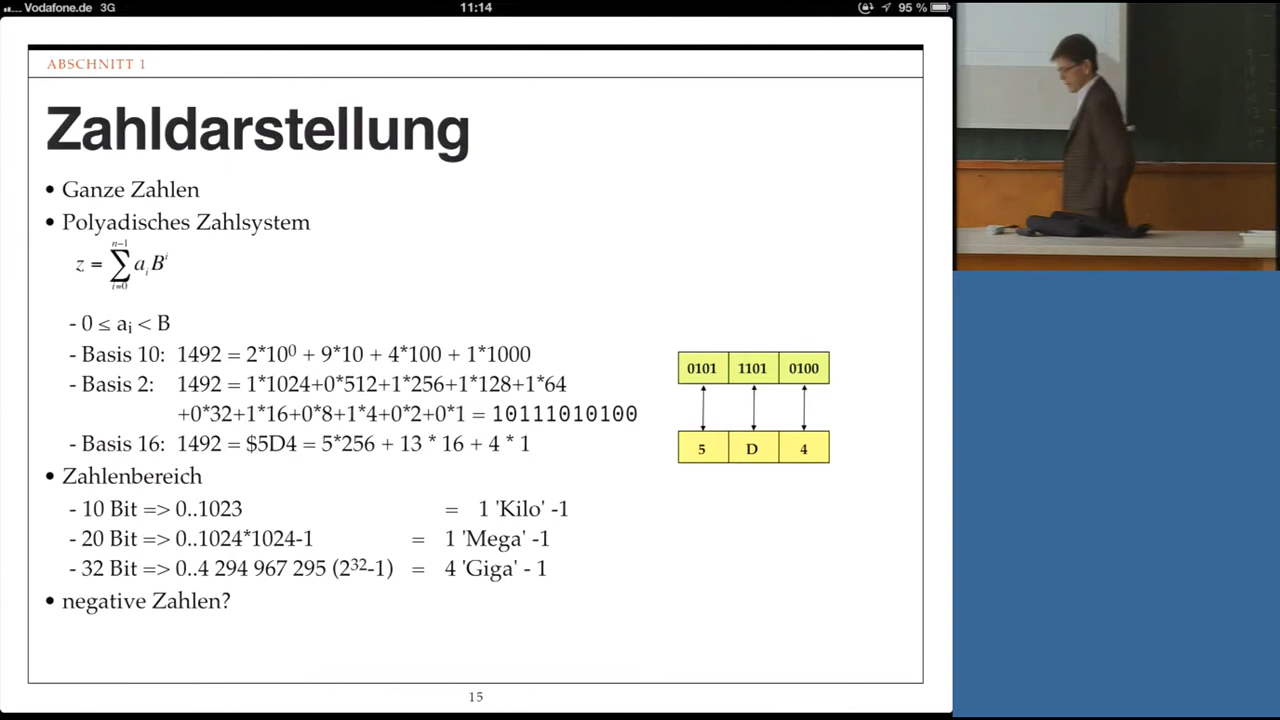 Vodafone.de 3G 11:14 95 %
ABSCHNITT 1
Zahldarstellung
• Ganze Zahlen
• Polyadisches Zahlsystem
z = ∑_{i=0}^{n−1} a_i B^i
- 0 ≤ aᵢ < B
- Basis 10: 1492 = 2*10⁰ + 9*10 + 4*100 + 1*1000
- Basis 2: 1492 = 1*1024+0*512+1*256+1*128+1*64
+0*32+1*16+0*8+1*4+0*2+0*1 = 10111010100
- Basis 16: 1492 = $5D4 = 5*256 + 13 * 16 + 4 * 1
0101 1101 0100
5 D 4
• Zahlenbereich
- 10 Bit => 0..1023 = 1 'Kilo' -1
- 20 Bit => 0..1024*1024-1 = 1 'Mega' -1
- 32 Bit => 0..4 294 967 295 (2³²-1) = 4 'Giga' - 1
• negative Zahlen?
15